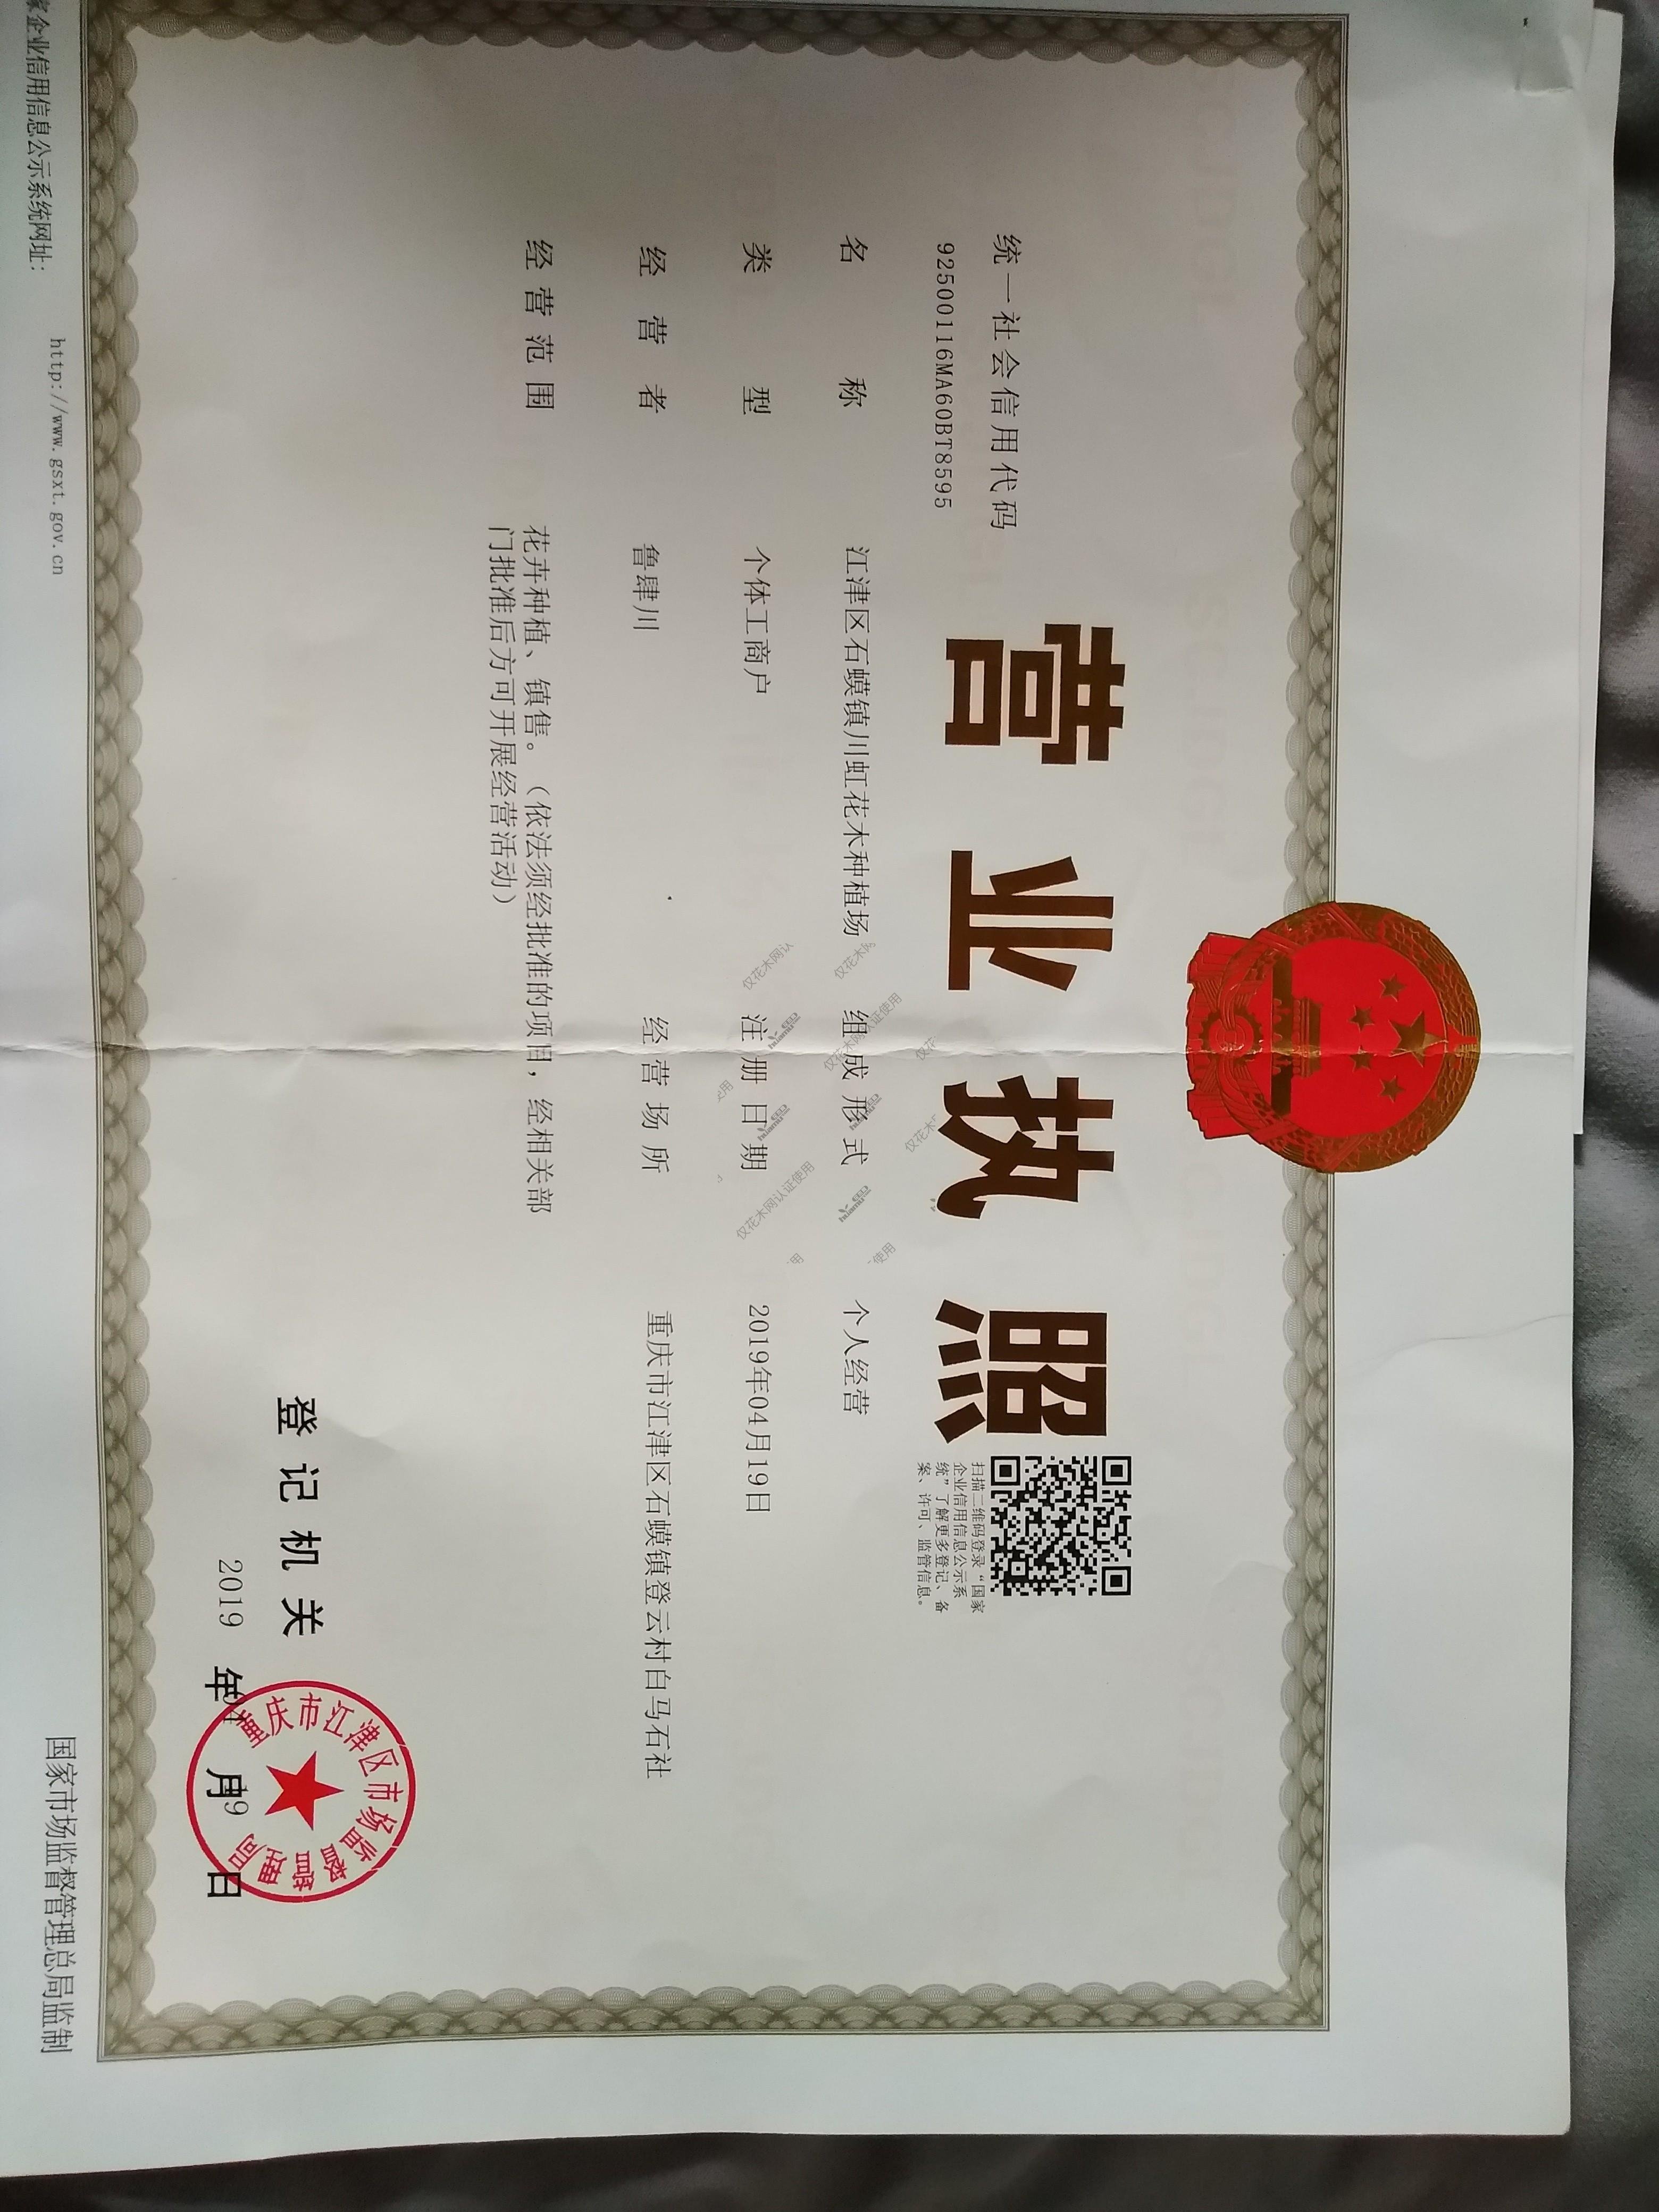 营业执照
统一社会信用代码
92500116MA60BT8595
扫描二维码登录“国家
企业信用信息公示系
统”了解更多登记、备
案、许可、监管信息。
名称 江津区石蟆镇川虹花木种植场
组成形式 个人经营
类型 个体工商户
注册日期 2019年04月19日
经营者 鲁肆川
经营场所 重庆市江津区石蟆镇登云村白马石社
经营范围 花卉种植、镇售。（依法须经批准的项目，经相关部
门批准后方可开展经营活动）
仅花木网认证使用
huamu
登记机关
重庆市江津区市场监督管理局
2019 年 月 日
家企业信用信息公示系统网址：
http://www.gsxt.gov.cn
国家市场监督管理总局监制